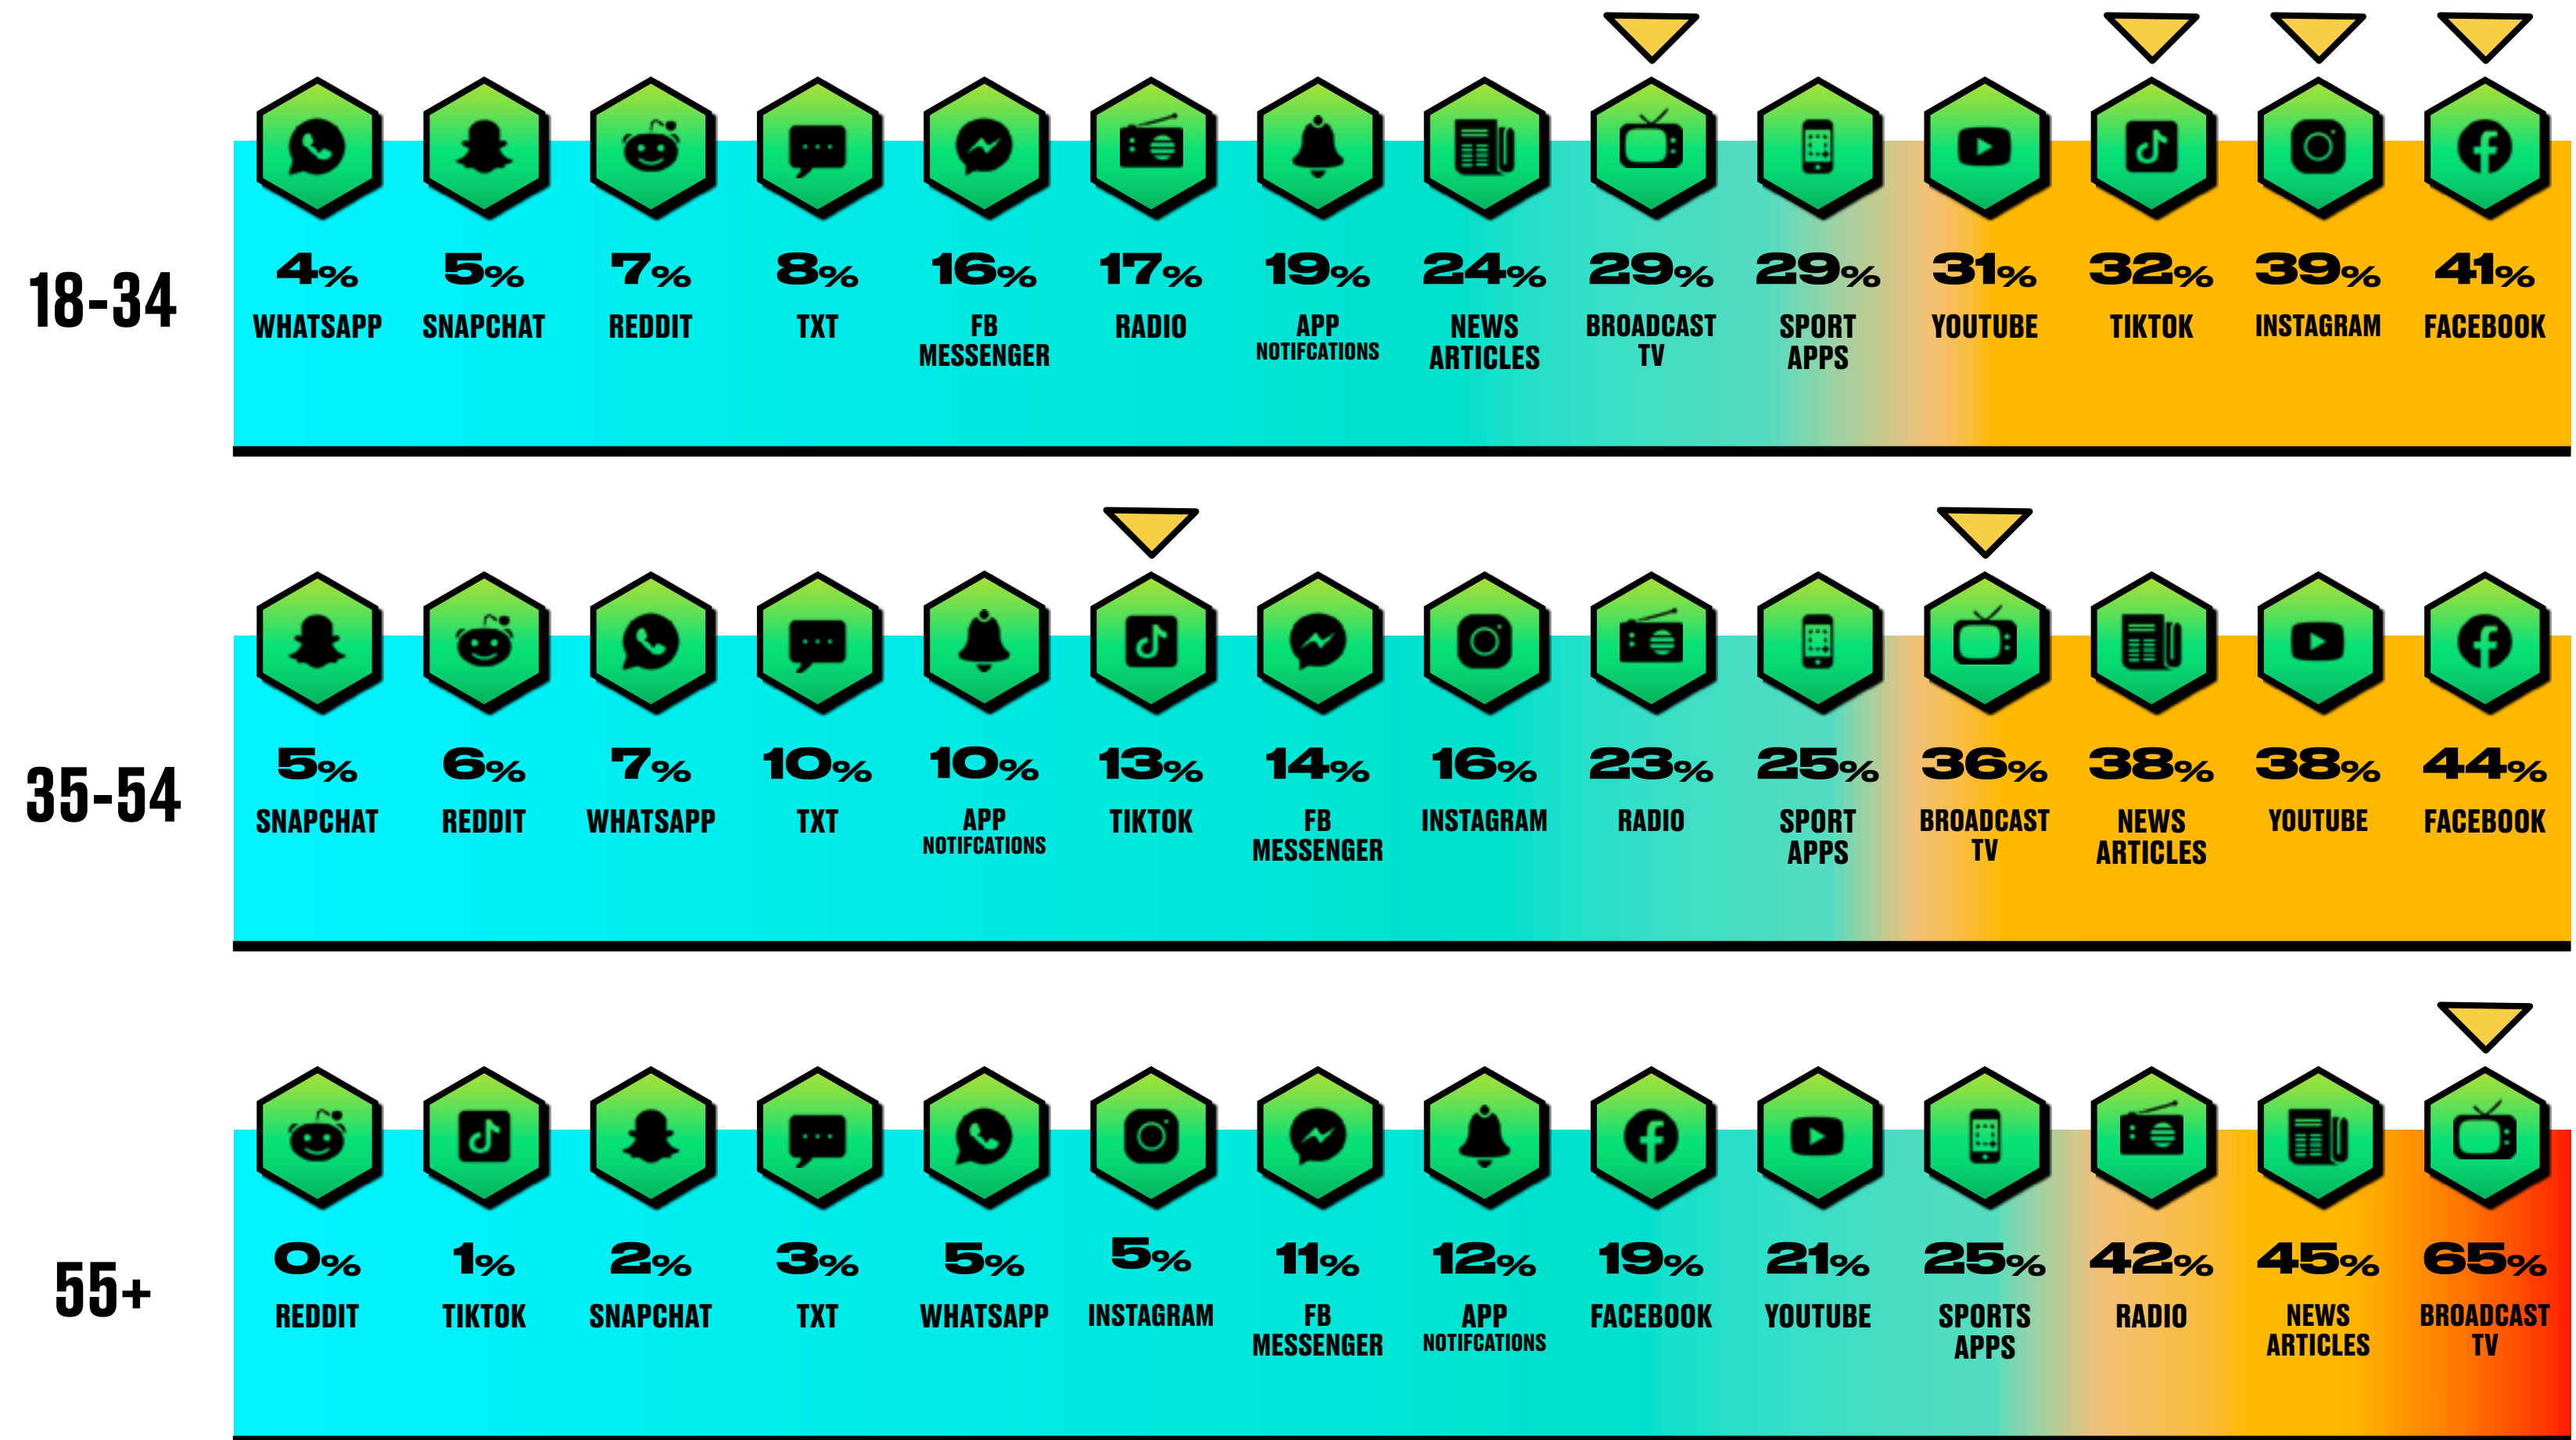 18-34
4% 5% 7% 8% 16% 17% 19% 24% 29% 29% 31% 32% 39% 41%
WHATSAPP SNAPCHAT REDDIT TXT FB MESSENGER RADIO APP NOTIFCATIONS NEWS ARTICLES BROADCAST TV SPORT APPS YOUTUBE TIKTOK INSTAGRAM FACEBOOK
35-54
5% 6% 7% 10% 10% 13% 14% 16% 23% 25% 36% 38% 38% 44%
SNAPCHAT REDDIT WHATSAPP TXT APP NOTIFCATIONS TIKTOK FB MESSENGER INSTAGRAM RADIO SPORT APPS BROADCAST TV NEWS ARTICLES YOUTUBE FACEBOOK
55+
0% 1% 2% 3% 5% 5% 11% 12% 19% 21% 25% 42% 45% 65%
REDDIT TIKTOK SNAPCHAT TXT WHATSAPP INSTAGRAM FB MESSENGER APP NOTIFCATIONS FACEBOOK YOUTUBE SPORTS APPS RADIO NEWS ARTICLES BROADCAST TV